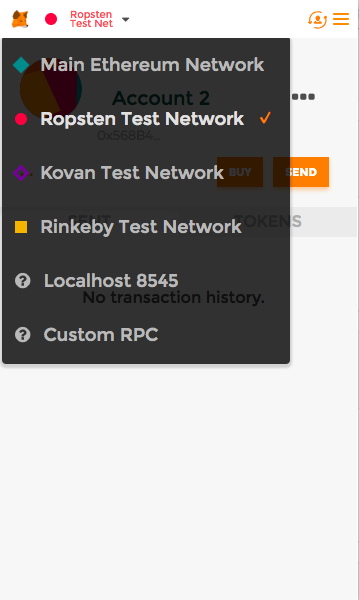 Ropsten
Test Net
Main Ethereum Network
Account 2
Ropsten Test Network
0x568B4...
Kovan Test Network
BUY
SEND
Rinkeby Test Network
SENT
TOKENS
Localhost 8545
No transaction history.
Custom RPC